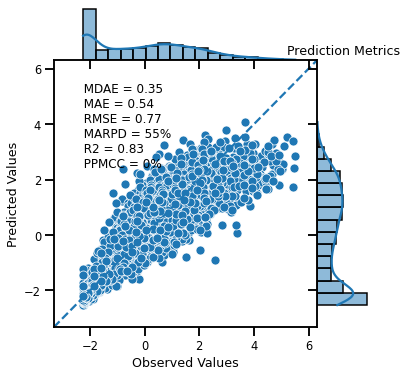 Prediction Metrics
MDAE = 0.35
MAE = 0.54
RMSE = 0.77
MARPD = 55%
R2 = 0.83
PPMCC = 0%
6
4
2
0
−2
Predicted Values
−2 0 2 4 6
Observed Values